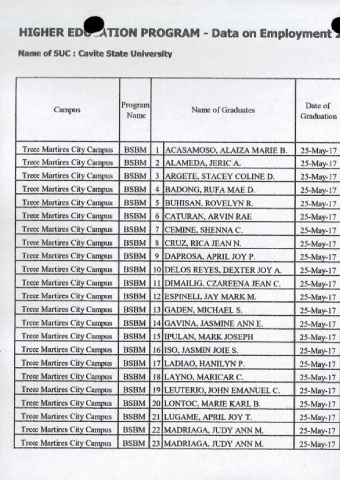 HIGHER EDUCATION PROGRAM - Data on Employment 2
Name of SUC : Cavite State University
Campus Program Name Name of Graduates Date of Graduation
Trece Martires City Campus BSBM 1 ACASAMOSO, ALAIZA MARIE B. 25-May-17
Trece Martires City Campus BSBM 2 ALAMEDA, JERIC A. 25-May-17
Trece Martires City Campus BSBM 3 ARGETE, STACEY COLINE D. 25-May-17
Trece Martires City Campus BSBM 4 BADONG, RUFA MAE D. 25-May-17
Trece Martires City Campus BSBM 5 BUHISAN, ROVELYN R. 25-May-17
Trece Martires City Campus BSBM 6 CATURAN, ARVIN RAE 25-May-17
Trece Martires City Campus BSBM 7 CEMINE, SHENNA C. 25-May-17
Trece Martires City Campus BSBM 8 CRUZ, RICA JEAN N. 25-May-17
Trece Martires City Campus BSBM 9 DAPROSA, APRIL JOY P. 25-May-17
Trece Martires City Campus BSBM 10 DELOS REYES, DEXTER JOY A. 25-May-17
Trece Martires City Campus BSBM 11 DIMAILIG, CZAREENA JEAN C. 25-May-17
Trece Martires City Campus BSBM 12 ESPINELI, JAY MARK M. 25-May-17
Trece Martires City Campus BSBM 13 GADEN, MICHAEL S. 25-May-17
Trece Martires City Campus BSBM 14 GAVINA, JASMINE ANN E. 25-May-17
Trece Martires City Campus BSBM 15 IPULAN, MARK JOSEPH 25-May-17
Trece Martires City Campus BSBM 16 ISO, JASMIN JOIE S. 25-May-17
Trece Martires City Campus BSBM 17 LADIAO, HANILYN P. 25-May-17
Trece Martires City Campus BSBM 18 LAYNO, MARICAR C. 25-May-17
Trece Martires City Campus BSBM 19 LEUTERIO, JOHN EMANUEL C. 25-May-17
Trece Martires City Campus BSBM 20 LONTOC, MARIE KARL B. 25-May-17
Trece Martires City Campus BSBM 21 LUGAME, APRIL JOY T. 25-May-17
Trece Martires City Campus BSBM 22 MADRIAGA, JUDY ANN M. 25-May-17
Trece Martires City Campus BSBM 23 MADRIAGA, JUDY ANN M. 25-May-17